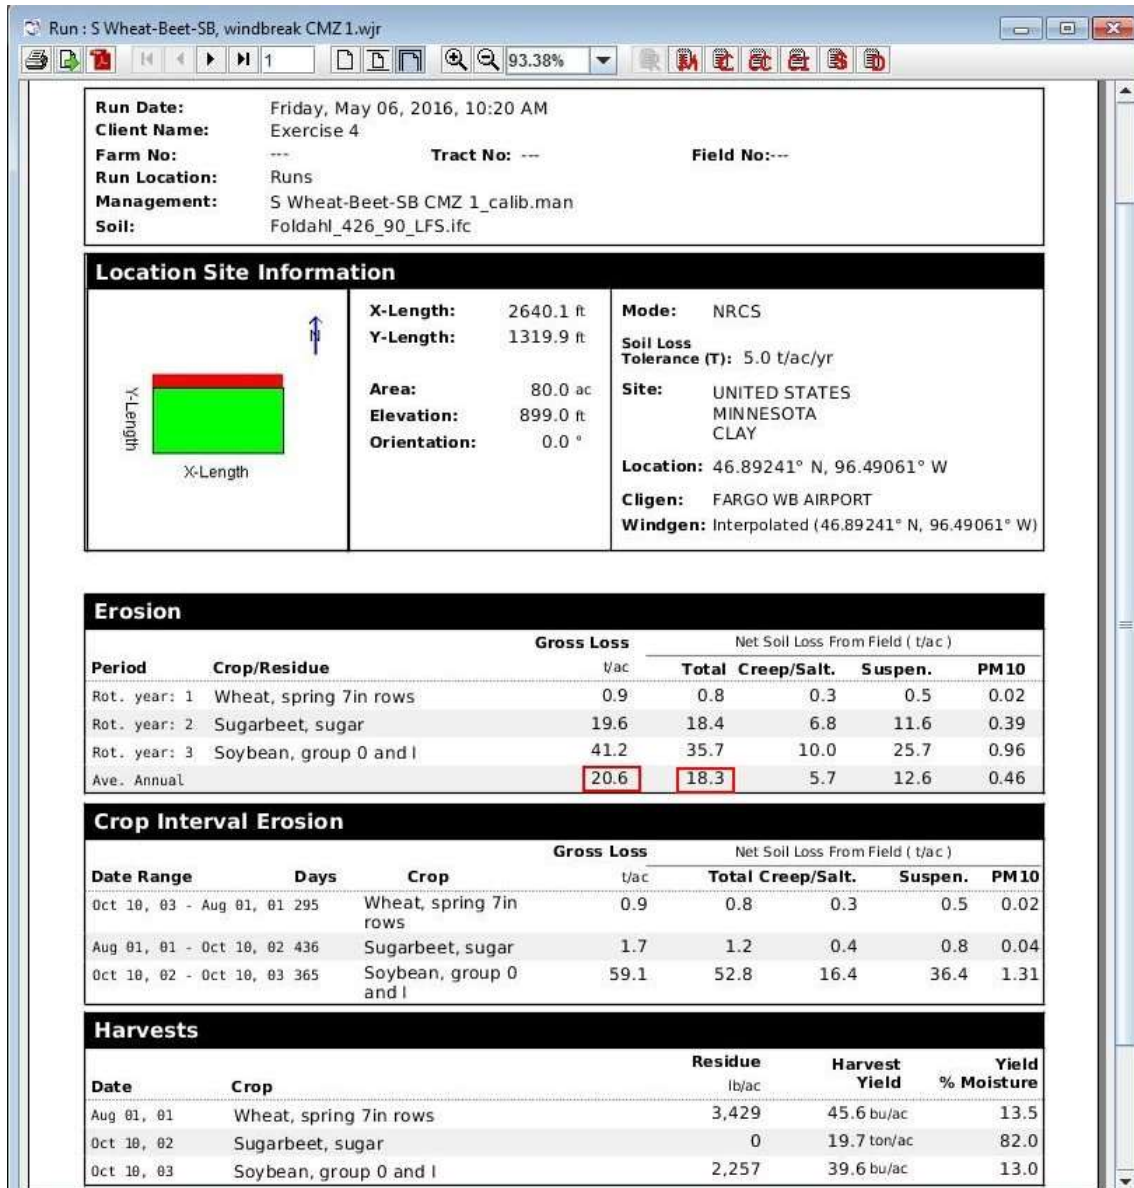 Run : S Wheat-Beet-SB, windbreak CMZ 1.wjr
1 93.38%
Run Date: Friday, May 06, 2016, 10:20 AM
Client Name: Exercise 4
Farm No: --- Tract No: --- Field No:---
Run Location: Runs
Management: S Wheat-Beet-SB CMZ 1_calib.man
Soil: Foldahl_426_90_LFS.ifc
Location Site Information
N
Y-Length
X-Length
X-Length: 2640.1 ft
Y-Length: 1319.9 ft
Area: 80.0 ac
Elevation: 899.0 ft
Orientation: 0.0 °
Mode: NRCS
Soil Loss
Tolerance (T): 5.0 t/ac/yr
Site: UNITED STATES
MINNESOTA
CLAY
Location: 46.89241° N, 96.49061° W
Cligen: FARGO WB AIRPORT
Windgen: Interpolated (46.89241° N, 96.49061° W)
Erosion
Gross Loss Net Soil Loss From Field ( t/ac )
Period Crop/Residue t/ac Total Creep/Salt. Suspen. PM10
Rot. year: 1 Wheat, spring 7in rows 0.9 0.8 0.3 0.5 0.02
Rot. year: 2 Sugarbeet, sugar 19.6 18.4 6.8 11.6 0.39
Rot. year: 3 Soybean, group 0 and I 41.2 35.7 10.0 25.7 0.96
Ave. Annual 20.6 18.3 5.7 12.6 0.46
Crop Interval Erosion
Gross Loss Net Soil Loss From Field ( t/ac )
Date Range Days Crop t/ac Total Creep/Salt. Suspen. PM10
Oct 10, 03 - Aug 01, 01 295 Wheat, spring 7in 0.9 0.8 0.3 0.5 0.02
rows
Aug 01, 01 - Oct 10, 02 436 Sugarbeet, sugar 1.7 1.2 0.4 0.8 0.04
Oct 10, 02 - Oct 10, 03 365 Soybean, group 0 59.1 52.8 16.4 36.4 1.31
and I
Harvests
Residue Harvest Yield
Date Crop lb/ac Yield % Moisture
Aug 01, 01 Wheat, spring 7in rows 3,429 45.6 bu/ac 13.5
Oct 10, 02 Sugarbeet, sugar 0 19.7 ton/ac 82.0
Oct 10, 03 Soybean, group 0 and I 2,257 39.6 bu/ac 13.0